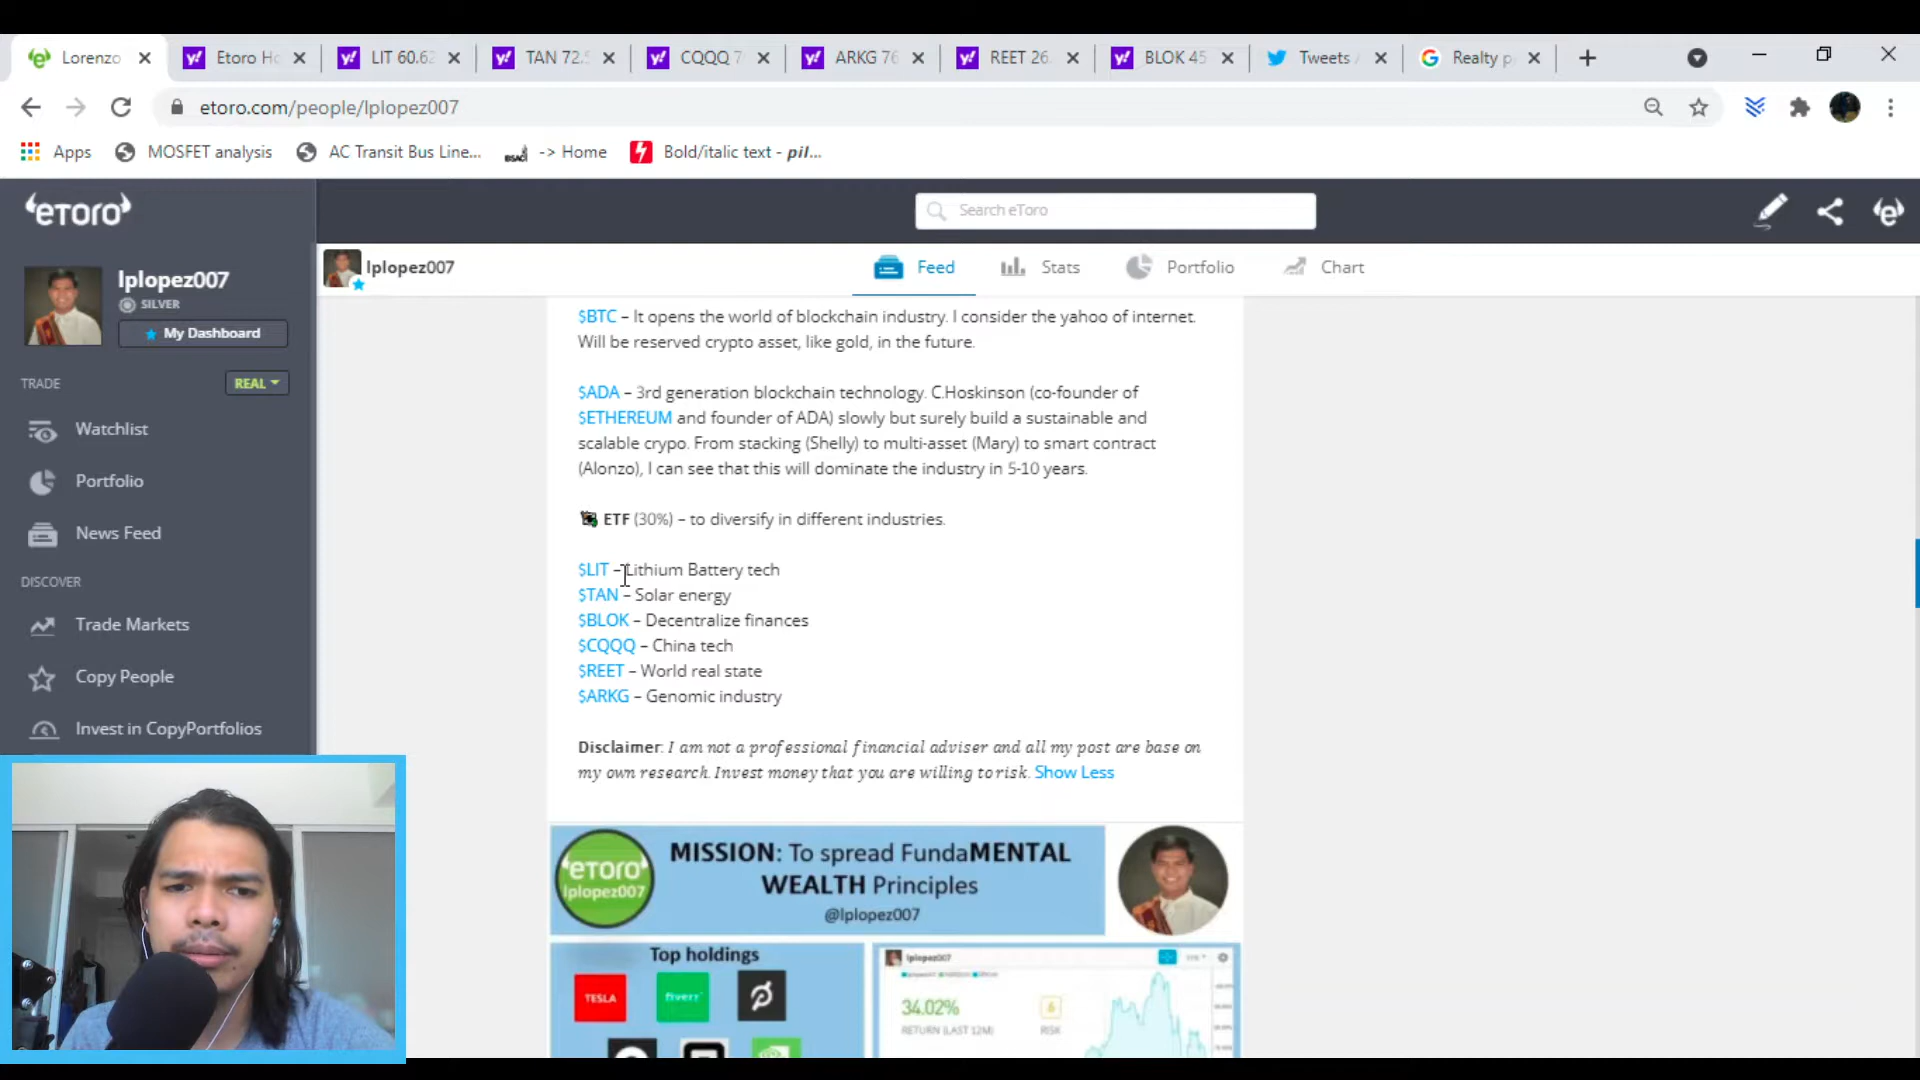 Lorenzo
Etoro Ho
LIT 60.62
TAN 72.5
CQQQ 7
ARKG 76
REET 26.
BLOK 45
Tweets /
Realty p
etoro.com/people/lplopez007
Apps
MOSFET analysis
AC Transit Bus Line...
-> Home
Bold/italic text - pil...
eToro
Search eToro
lplopez007
SILVER
My Dashboard
lplopez007
Feed
Stats
Portfolio
Chart
TRADE
REAL
Watchlist
Portfolio
News Feed
DISCOVER
Trade Markets
Copy People
Invest in CopyPortfolios
$BTC – It opens the world of blockchain industry. I consider the yahoo of internet.
Will be reserved crypto asset, like gold, in the future.
$ADA – 3rd generation blockchain technology. C.Hoskinson (co-founder of
$ETHEREUM and founder of ADA) slowly but surely build a sustainable and
scalable crypo. From stacking (Shelly) to multi-asset (Mary) to smart contract
(Alonzo), I can see that this will dominate the industry in 5-10 years.
ETF (30%) – to diversify in different industries.
$LIT – Lithium Battery tech
$TAN – Solar energy
$BLOK – Decentralize finances
$CQQQ – China tech
$REET – World real state
$ARKG – Genomic industry
Disclaimer: I am not a professional financial adviser and all my post are base on
my own research. Invest money that you are willing to risk. Show Less
eToro
lplopez007
MISSION: To spread FundaMENTAL
WEALTH Principles
@lplopez007
Top holdings
TESLA
fiverr
lplopez007
34.02%
RETURN (LAST 12M)
6
RISK